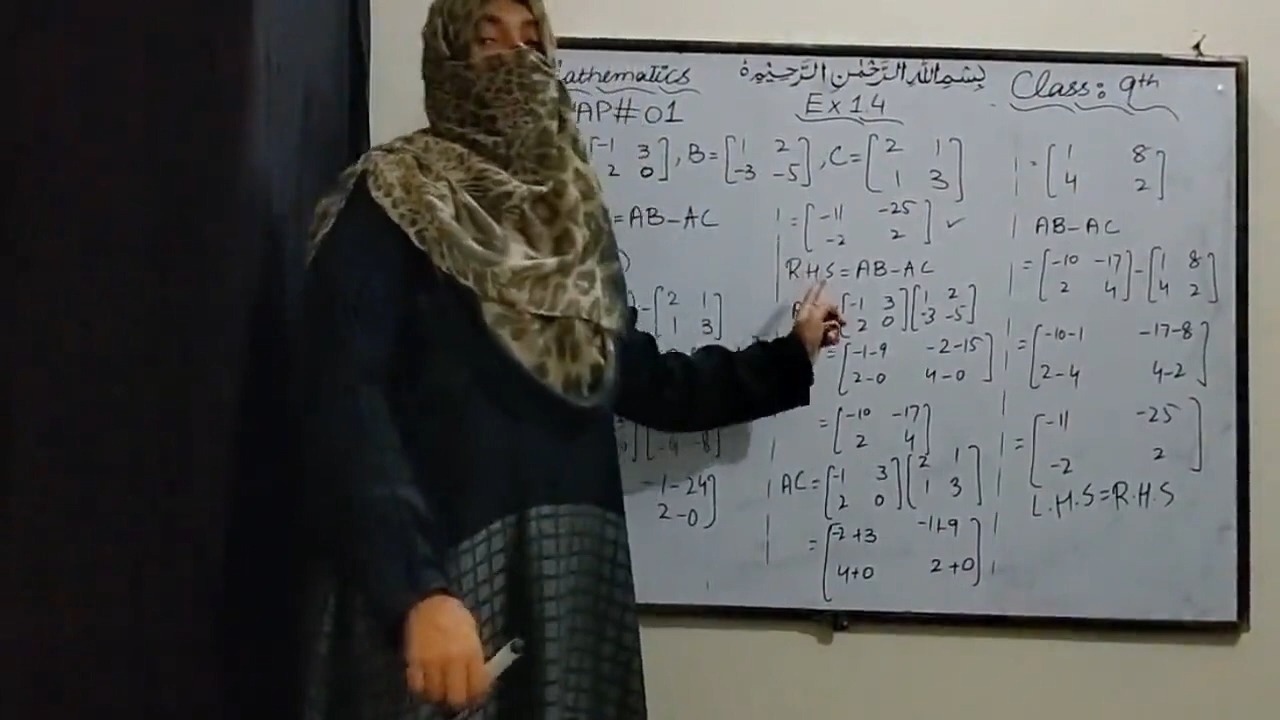 Mathematics
بِسْمِ اللهِ الرَّحْمٰنِ الرَّحِيْمِ
Class: 9th
AP#01
Ex 1.4
[-1 3], B=[1 2], C=[2 1]
[2 0] [-3 -5] [1 3]
=AB-AC
-[2 1]
[1 3]
-4 -8]
-1-24]
2-0]
=[-11 -25] ✓
[-2 2]
RHS=AB-AC
[-1 3][1 2]
[2 0][-3 -5]
=[-1-9 -2-15]
[2-0 4-0]
=[-10 -17]
[2 4]
AC=[-1 3][2 1]
[2 0][1 3]
=[-2+3 -1+9]
[4+0 2+0]
=[1 8]
[4 2]
AB-AC
=[-10 -17]-[1 8]
[2 4] [4 2]
=[-10-1 -17-8]
[2-4 4-2]
=[-11 -25]
[-2 2]
L.H.S=R.H.S